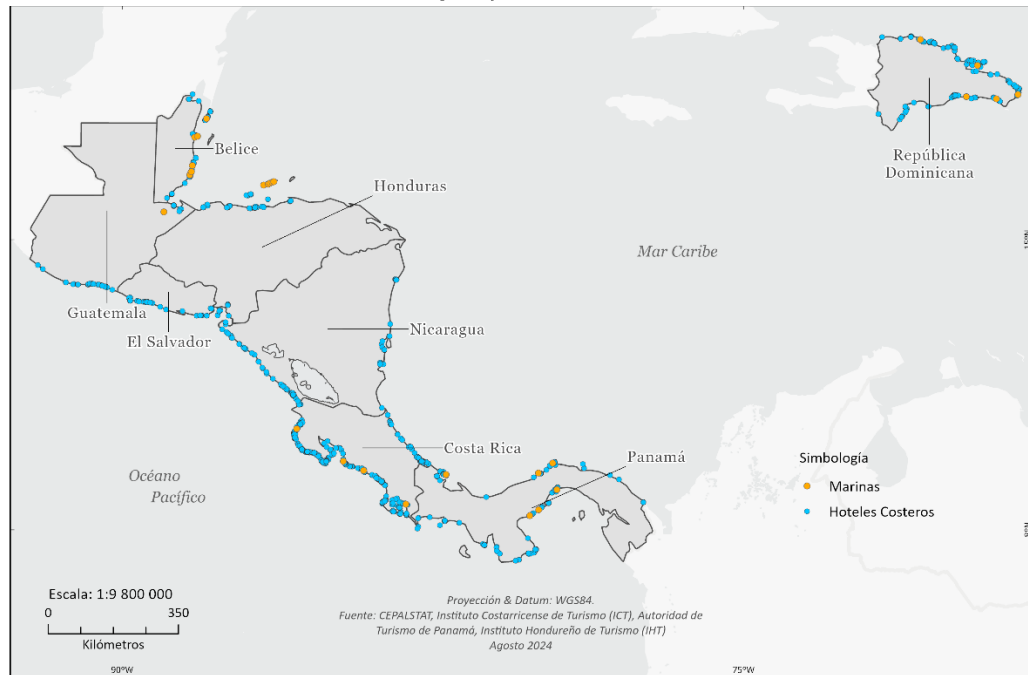 Belice
Honduras
República
Dominicana
Mar Caribe
Guatemala
El Salvador
Nicaragua
Costa Rica
Panamá
Océano
Pacífico
Simbología
Marinas
Hoteles Costeros
Escala: 1:9 800 000
0 350
Kilómetros
Proyección & Datum: WGS84.
Fuente: CEPALSTAT, Instituto Costarricense de Turismo (ICT), Autoridad de
Turismo de Panamá, Instituto Hondureño de Turismo (IHT)
Agosto 2024
90°W
75°W